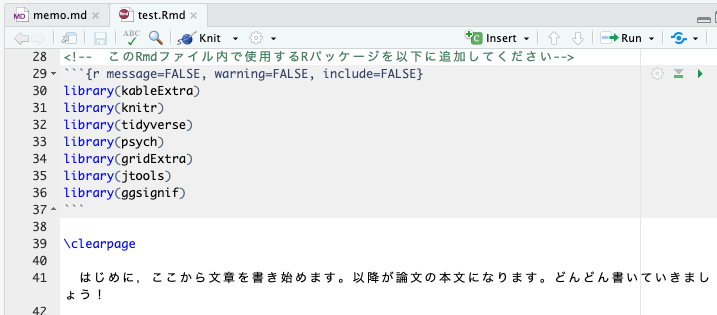 memo.md × test.Rmd ×
ABC Knit Insert Run
28 <!--  このRmdファイル内で使用するRパッケージを以下に追加してください-->
29 ```{r message=FALSE, warning=FALSE, include=FALSE}
30 library(kableExtra)
31 library(knitr)
32 library(tidyverse)
33 library(psych)
34 library(gridExtra)
35 library(jtools)
36 library(ggsignif)
37 ```
38
39 \clearpage
40
41 　はじめに，ここから文章を書き始めます。以降が論文の本文になります。どんどん書いていきまし
ょう！
42